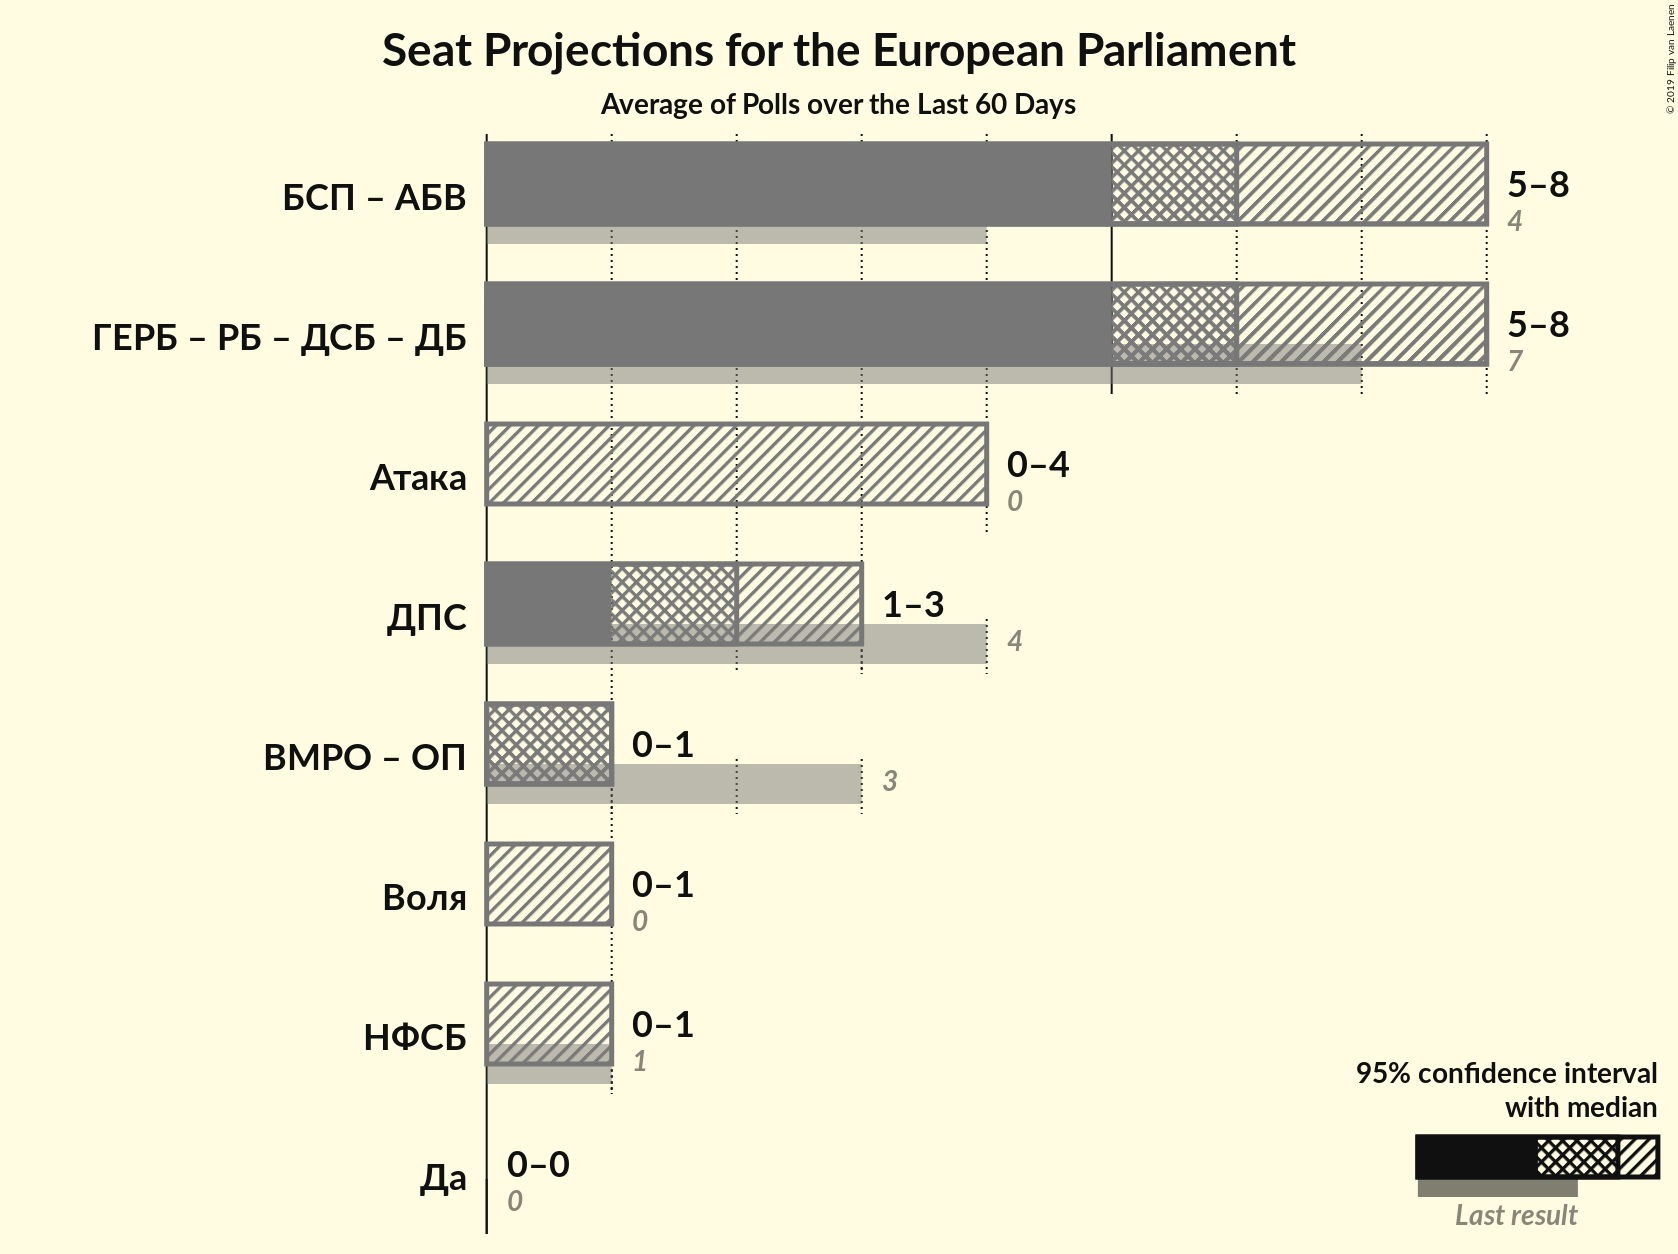 Seat Projections for the European Parliament
Average of Polls over the Last 60 Days
© 2019 Filip van Laenen
БСП – АБВ
5–8
4
ГЕРБ – РБ – ДСБ – ДБ
5–8
7
Атака
0–4
0
ДПС
1–3
4
ВМРО – ОП
0–1
3
Воля
0–1
0
НФСБ
0–1
1
Да
0–0
0
95% confidence interval
with median
Last result